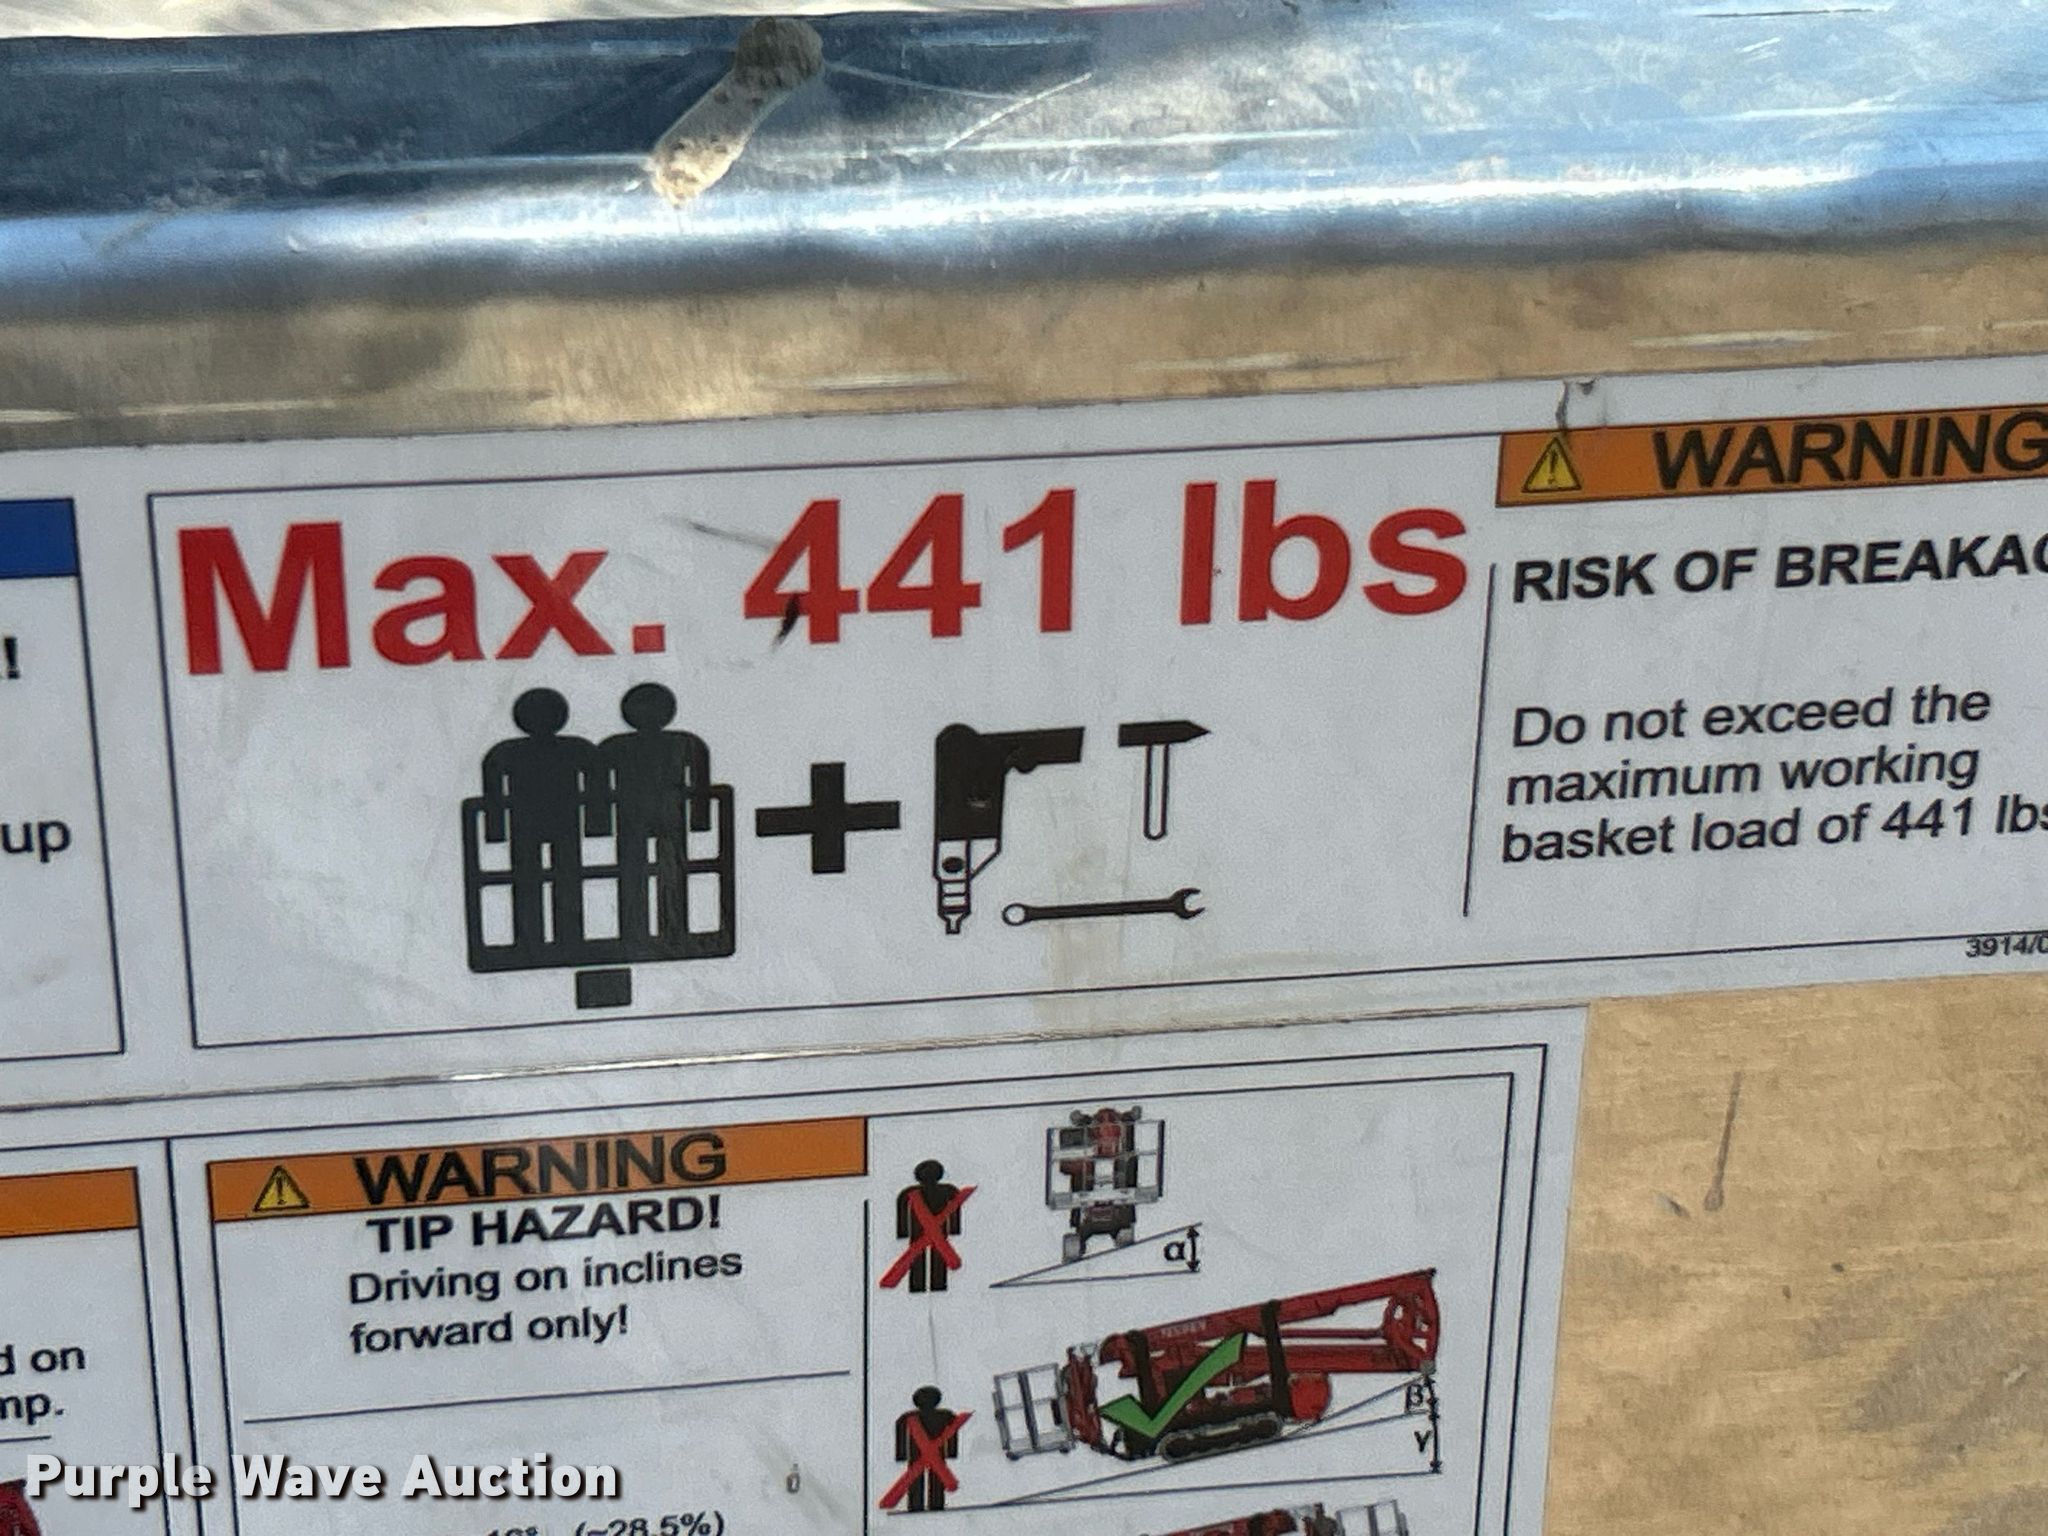 Max. 441 lbs
WARNING
RISK OF BREAKAG
Do not exceed the
maximum working
basket load of 441 lbs
3914/0
up
WARNING
TIP HAZARD!
Driving on inclines
forward only!
α
β
γ
d on
mp.
(~28.5%)
Purple Wave Auction